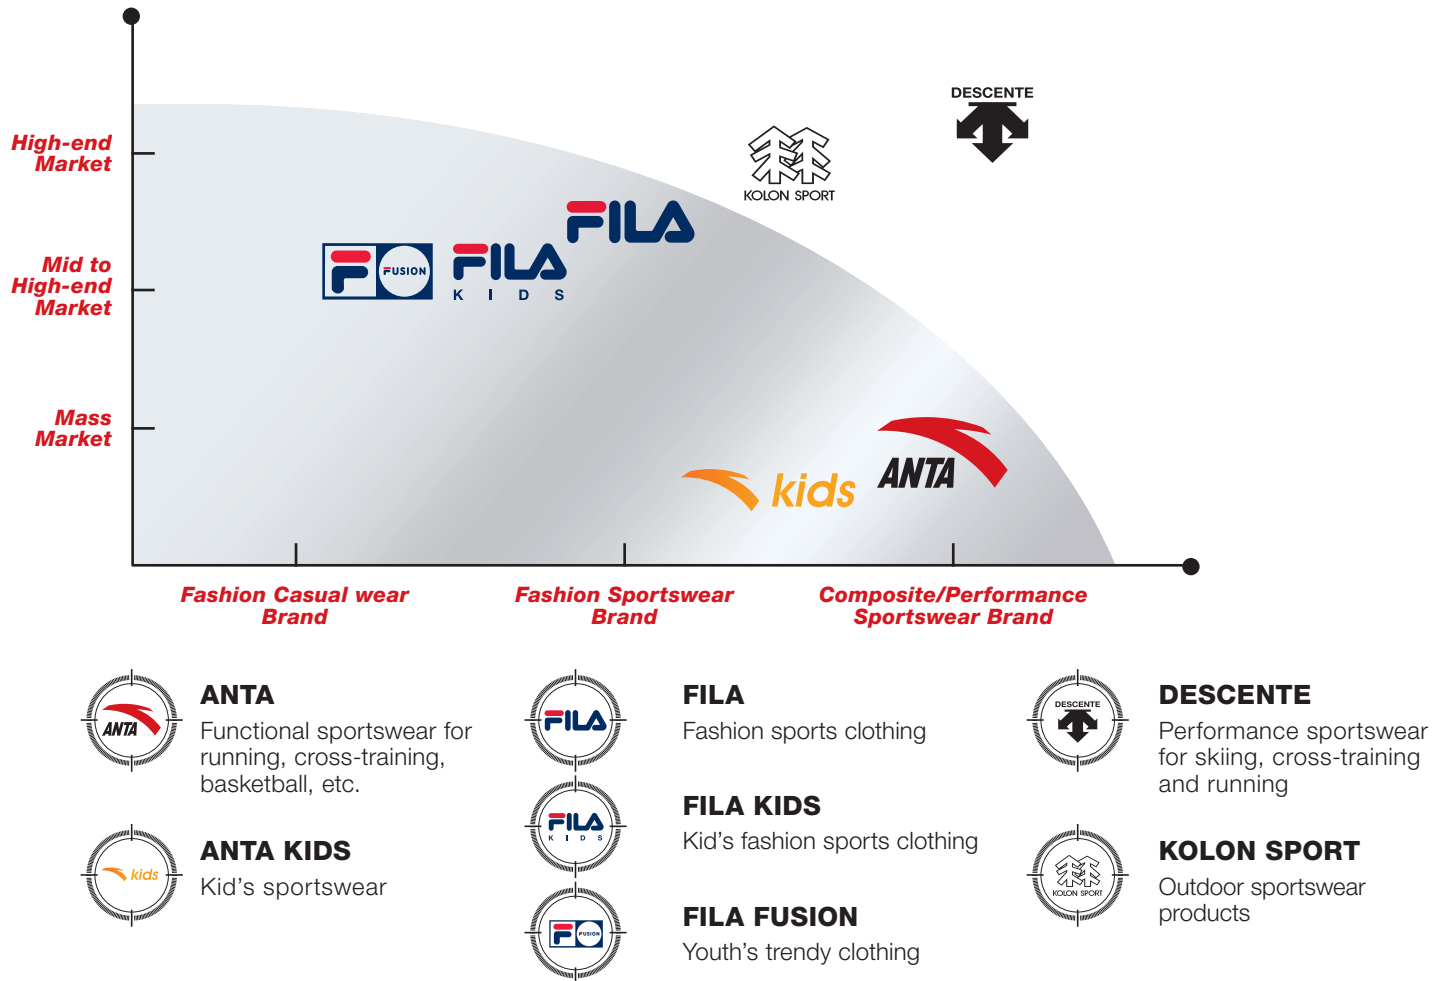 DESCENTE
High-end
Market
KOLON SPORT
FILA
Mid to
High-end
Market
F FUSION
FILA
KIDS
Mass
Market
ANTA
kids
Fashion Casual wear
Brand
Fashion Sportswear
Brand
Composite/Performance
Sportswear Brand
ANTA
ANTA
Functional sportswear for
running, cross-training,
basketball, etc.
kids
ANTA KIDS
Kid's sportswear
FILA
FILA
Fashion sports clothing
FILA
KIDS
FILA KIDS
Kid's fashion sports clothing
F FUSION
FILA FUSION
Youth's trendy clothing
DESCENTE
DESCENTE
Performance sportswear
for skiing, cross-training
and running
KOLON SPORT
KOLON SPORT
Outdoor sportswear
products